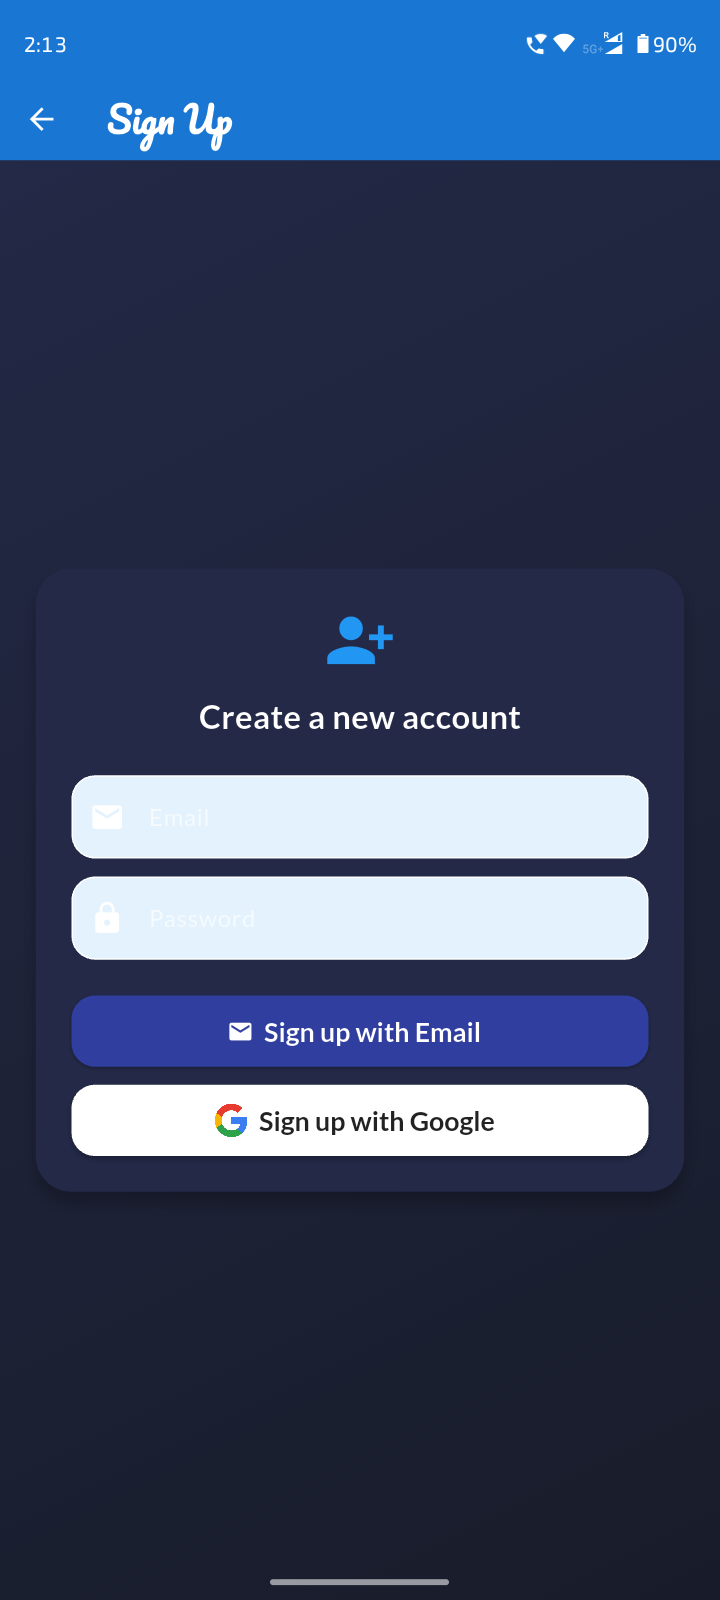 2:13
5G+ R 90%
Sign Up
Create a new account
Email
Password
Sign up with Email
Sign up with Google